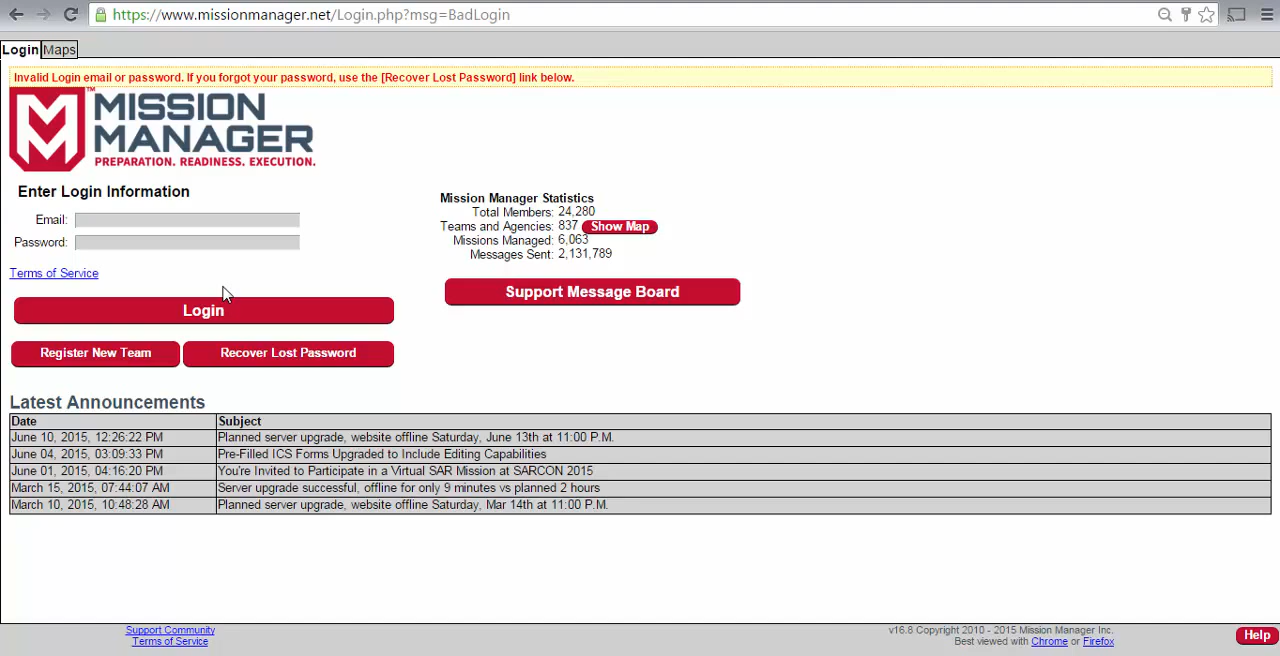 https://www.missionmanager.net/Login.php?msg=BadLogin
Login Maps
Invalid Login email or password. If you forgot your password, use the [Recover Lost Password] link below.
MISSION MANAGER™
PREPARATION. READINESS. EXECUTION.
Enter Login Information
Email:
Password:
Terms of Service
Login
Register New Team Recover Lost Password
Mission Manager Statistics
Total Members: 24,280
Teams and Agencies: 837 Show Map
Missions Managed: 6,063
Messages Sent: 2,131,789
Support Message Board
Latest Announcements
Date Subject
June 10, 2015, 12:26:22 PM Planned server upgrade, website offline Saturday, June 13th at 11:00 P.M.
June 04, 2015, 03:09:33 PM Pre-Filled ICS Forms Upgraded to Include Editing Capabilities
June 01, 2015, 04:16:20 PM You're Invited to Participate in a Virtual SAR Mission at SARCON 2015
March 15, 2015, 07:44:07 AM Server upgrade successful, offline for only 9 minutes vs planned 2 hours
March 10, 2015, 10:48:28 AM Planned server upgrade, website offline Saturday, Mar 14th at 11:00 P.M.
Support Community
Terms of Service
v16.8 Copyright 2010 - 2015 Mission Manager Inc.
Best viewed with Chrome or Firefox
Help